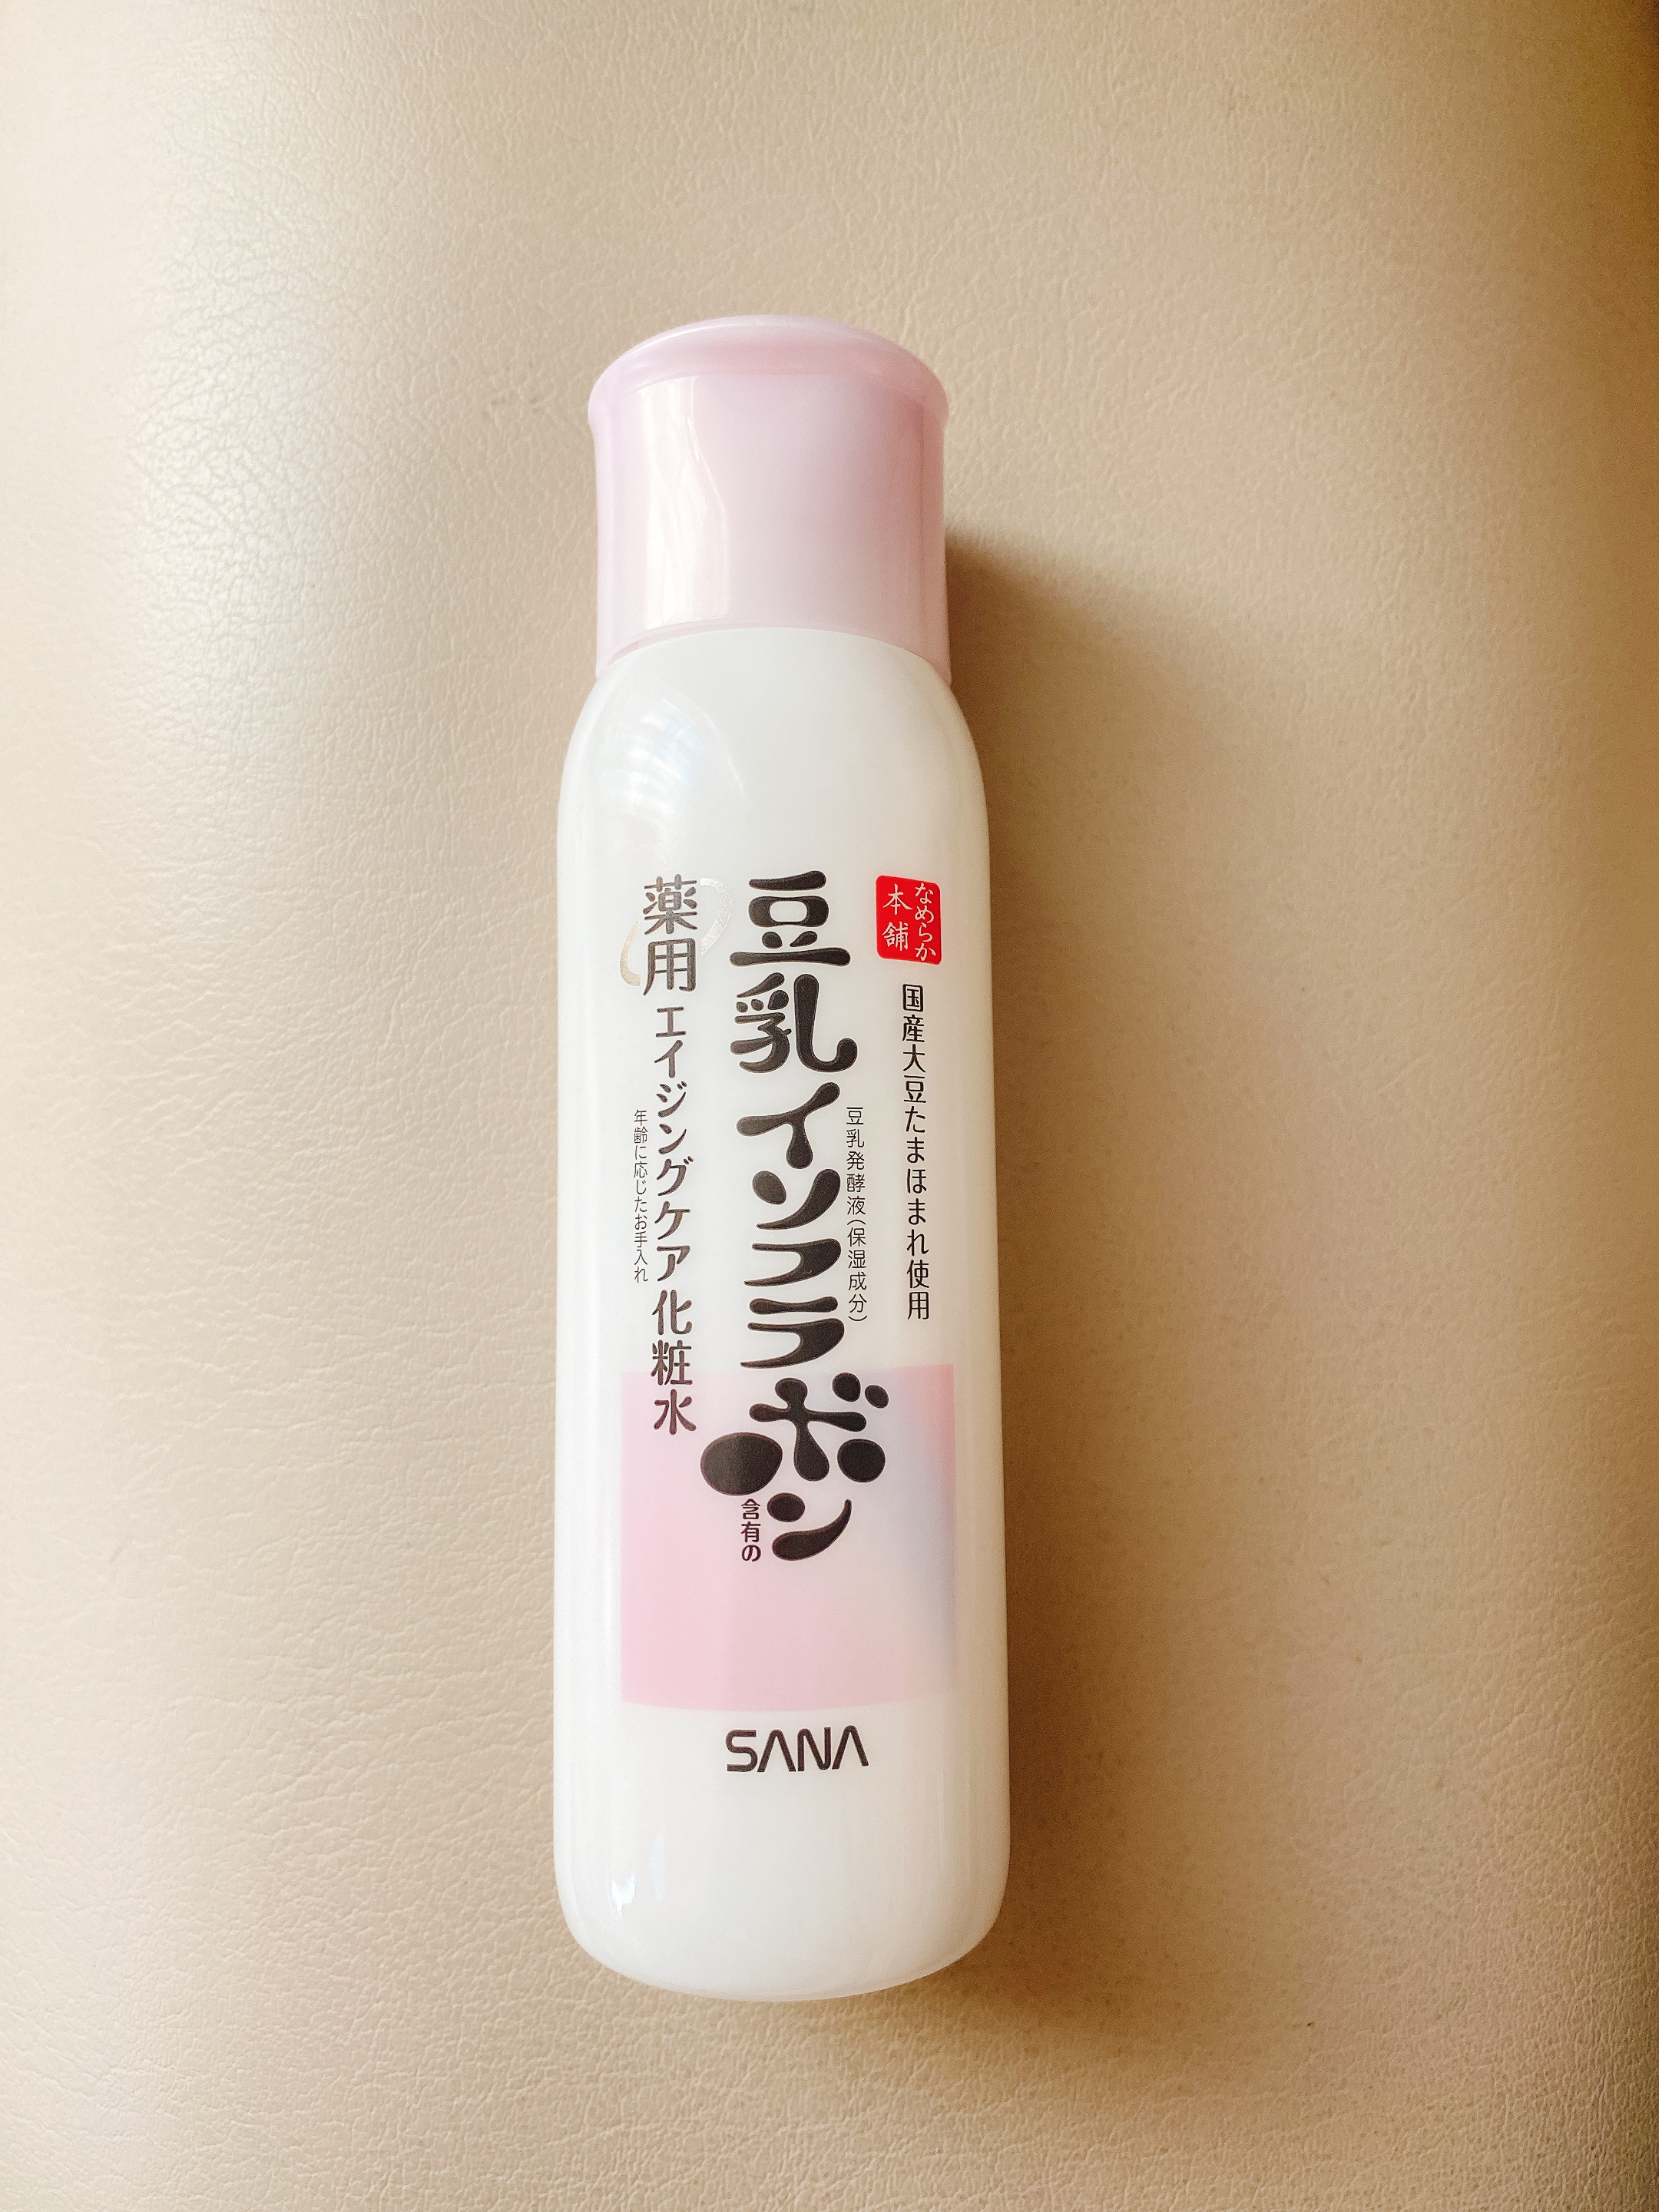 なめらか
本舗
国産大豆たまほまれ使用
豆乳発酵液(保湿成分)
豆乳イソフラボン
含有の
薬用エイジングケア化粧水
年齢に応じたお手入れ
SANA